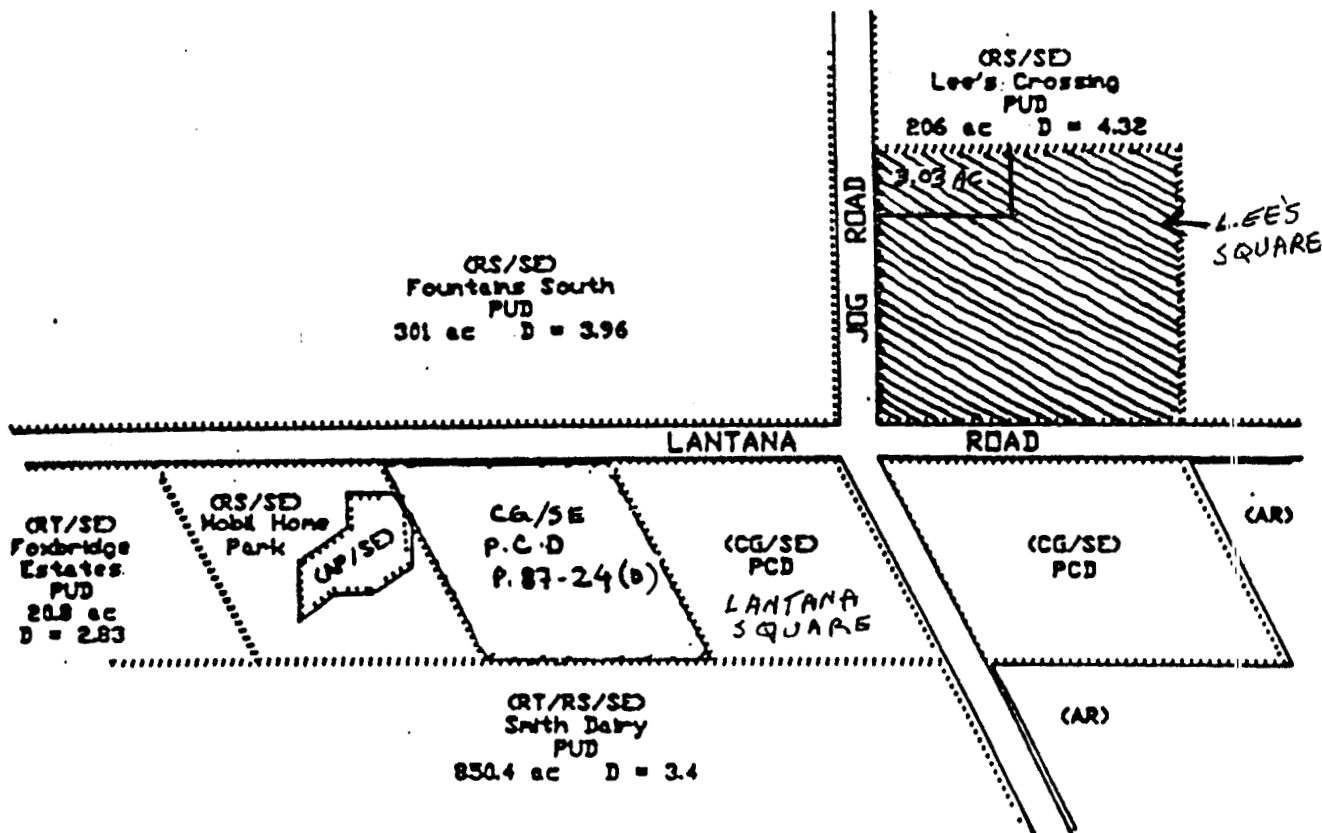 (RS/SE)
Lee's Crossing
PUD
206 ac D = 4.32
3.03 AC
LEE'S
SQUARE
JOG ROAD
(RS/SE)
Fountains South
PUD
301 ac D = 3.96
LANTANA ROAD
(RT/SE)
Foxbridge
Estates
PUD
20.8 ac
D = 2.83
(RS/SE)
Mobil Home
Park
(AP/SE)
CG/SE
P.C.D
P.87-24(B)
(CG/SE)
PCD
LANTANA
SQUARE
(CG/SE)
PCD
(AR)
(AR)
(RT/RS/SE)
Smith Dairy
PUD
850.4 ac D = 3.4